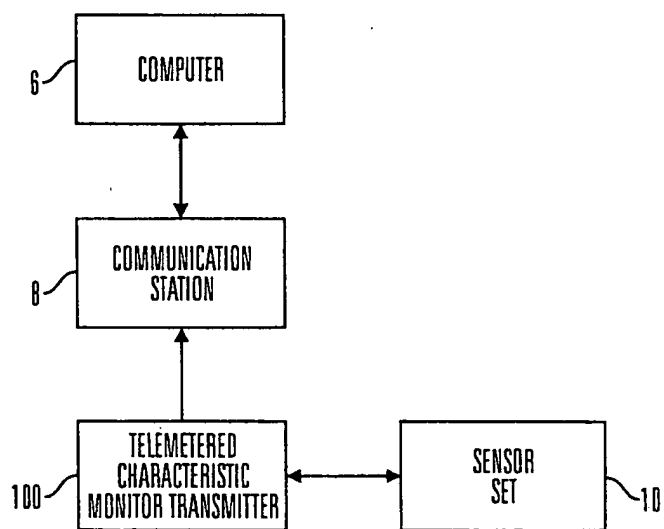 COMPUTER
6
COMMUNICATION
STATION
8
TELEMETERED
CHARACTERISTIC
MONITOR TRANSMITTER
100
SENSOR
SET
10